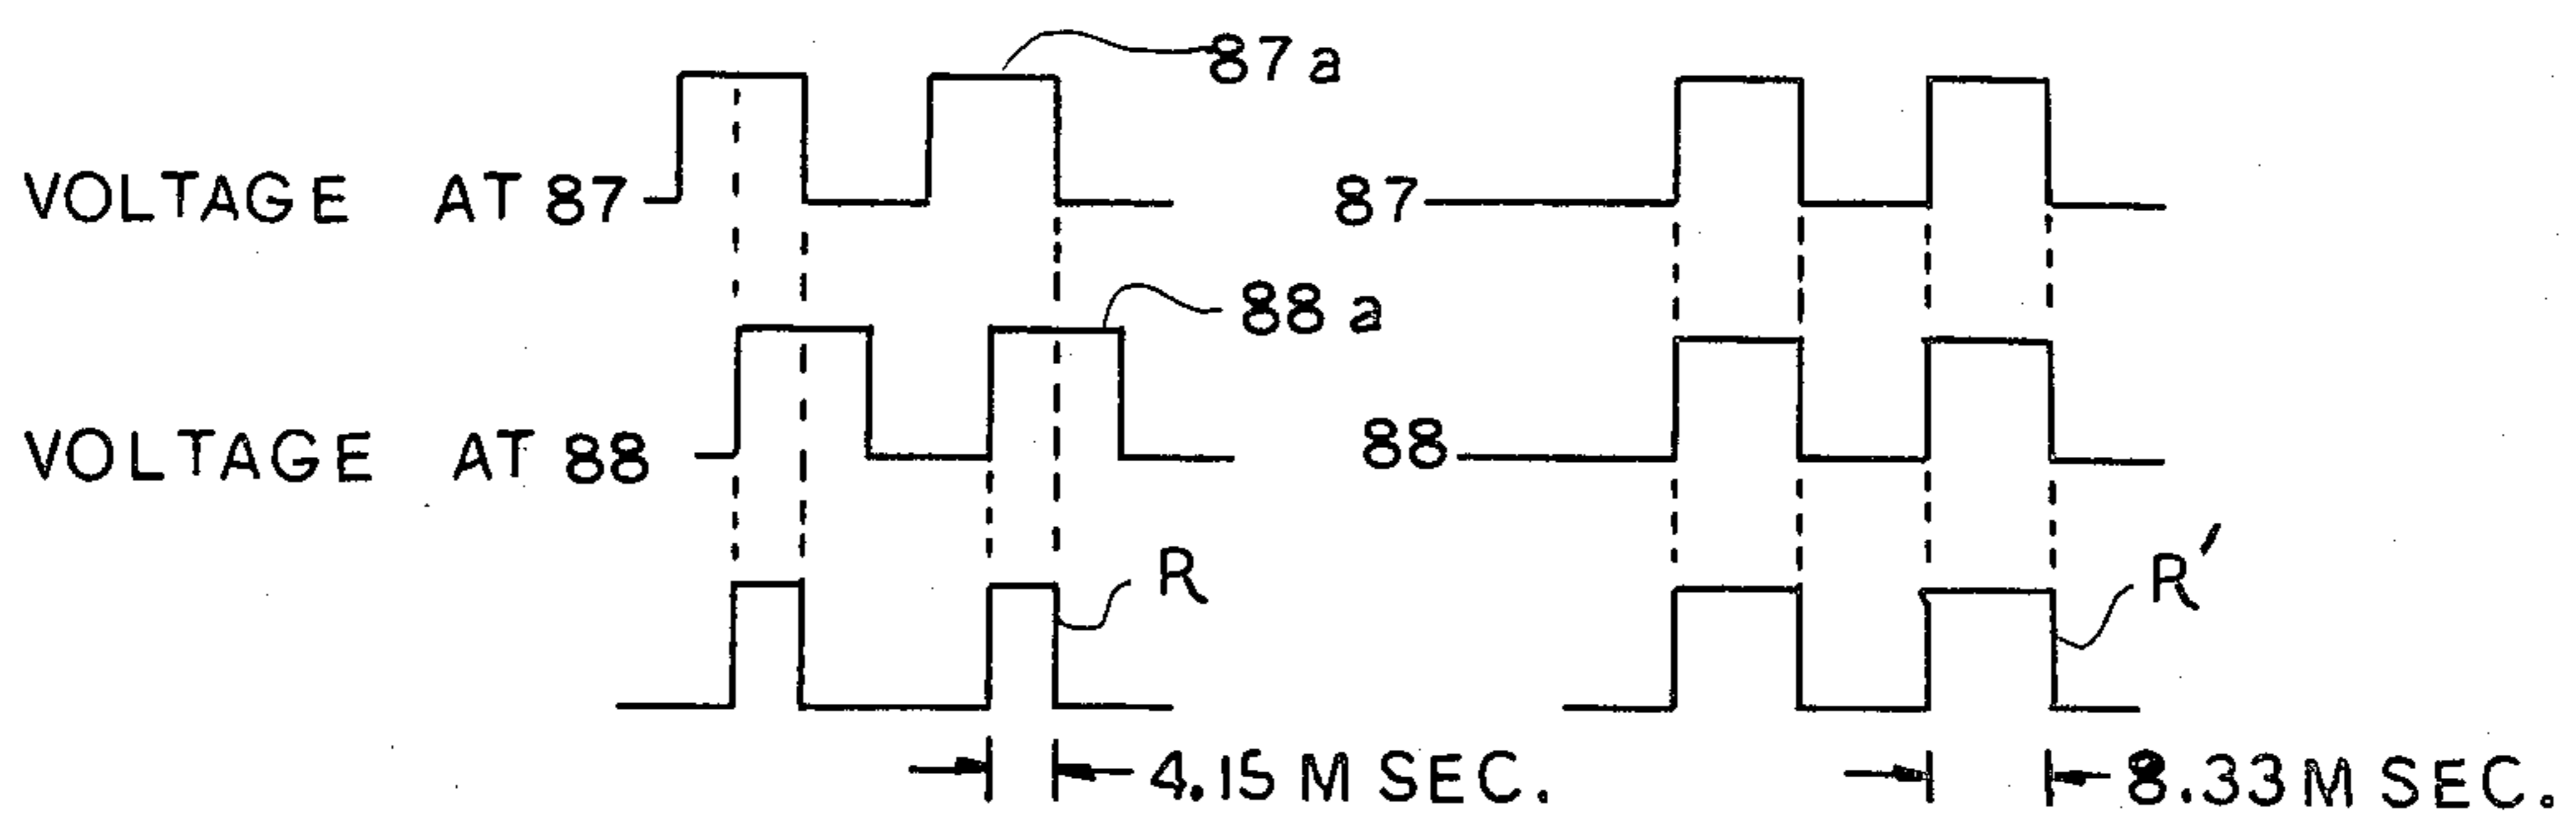 87a
VOLTAGE AT 87
87
88a
VOLTAGE AT 88
88
R
R'
4.15 M SEC.
8.33 M SEC.